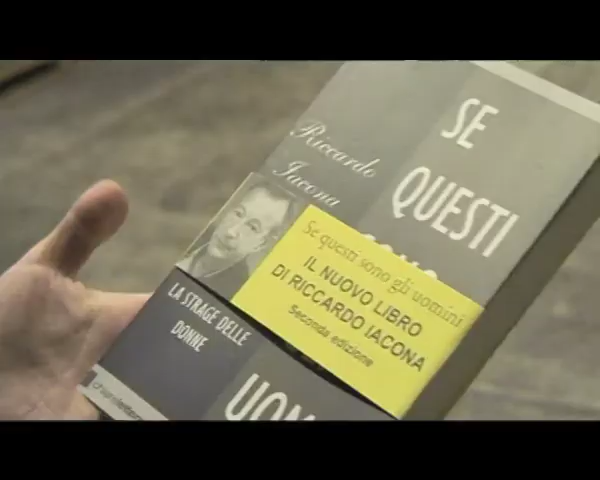 SE
QUESTI
Riccardo
Iacona
Se questi sono gli uomini
IL NUOVO LIBRO
DI RICCARDO IACONA
Seconda edizione
LA STRAGE DELLE
DONNE
UOM